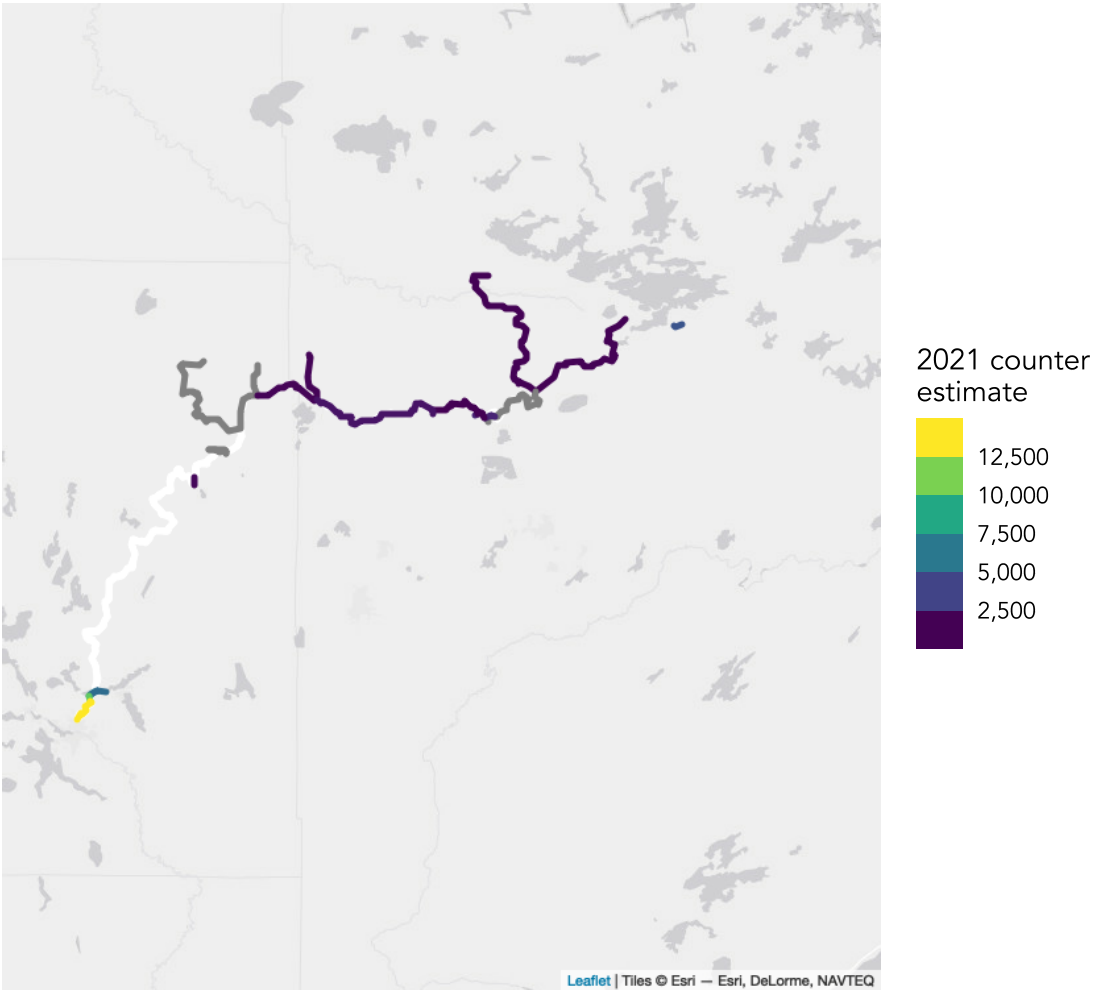 2021 counter
estimate
12,500
10,000
7,500
5,000
2,500
Leaflet | Tiles © Esri — Esri, DeLorme, NAVTEQ